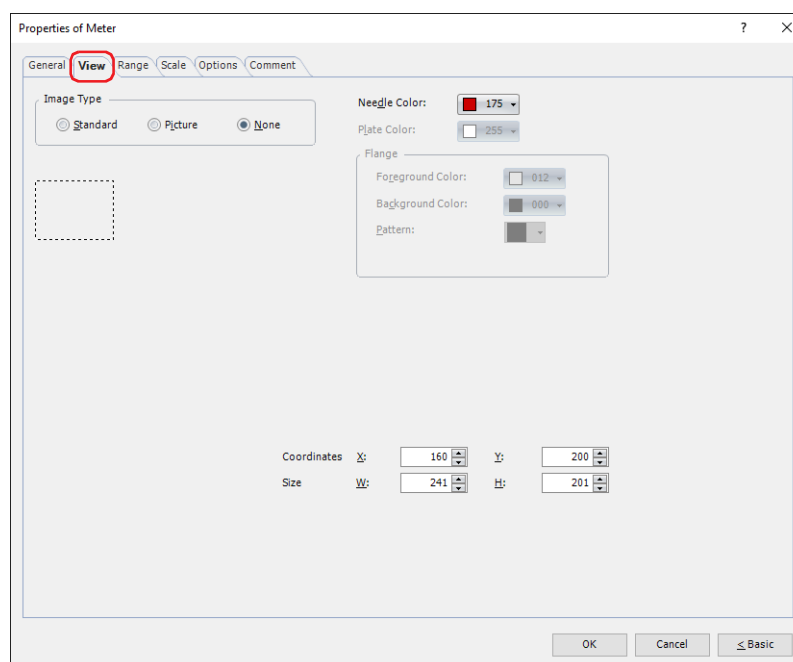 Properties of Meter ?
General View Range Scale Options Comment
Image Type
Standard Picture None
Needle Color: 175
Plate Color: 255
Flange
Foreground Color: 012
Background Color: 000
Pattern:
Coordinates X: 160 Y: 200
Size W: 241 H: 201
OK Cancel < Basic